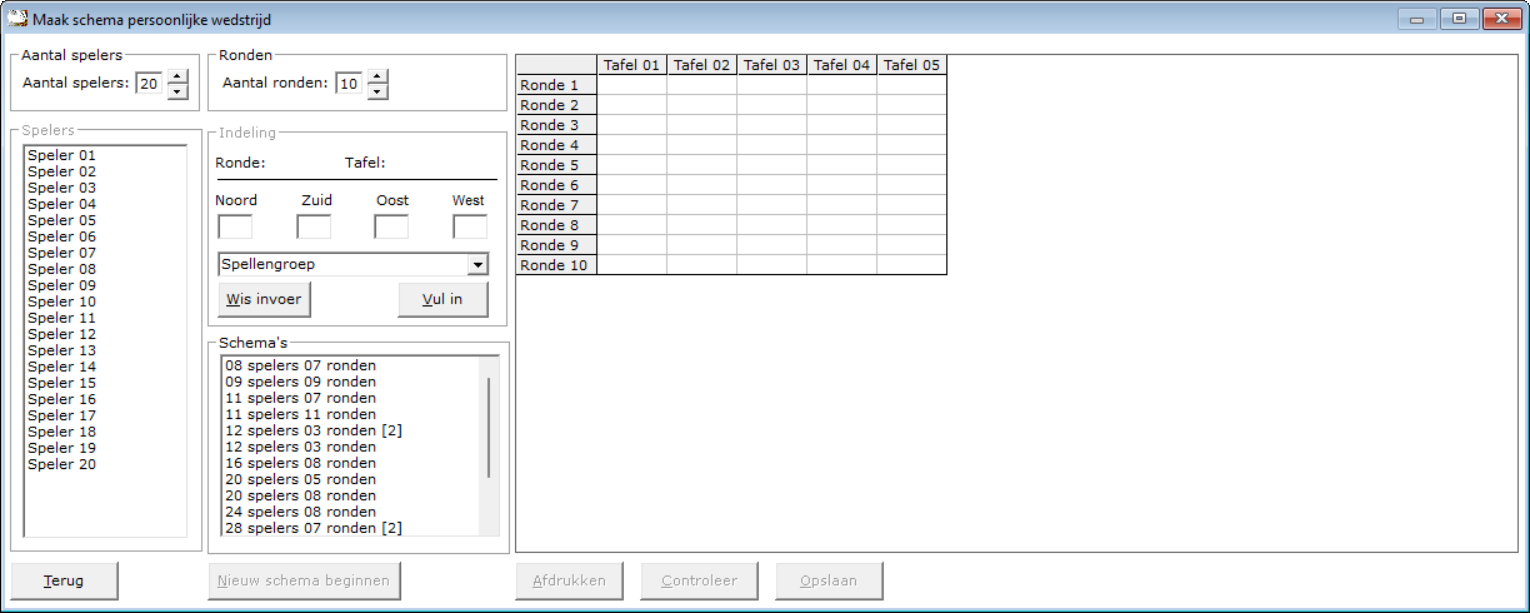 Maak schema persoonlijke wedstrijd
Aantal spelers
Aantal spelers: 20
Ronden
Aantal ronden: 10
Spelers
Speler 01
Speler 02
Speler 03
Speler 04
Speler 05
Speler 06
Speler 07
Speler 08
Speler 09
Speler 10
Speler 11
Speler 12
Speler 13
Speler 14
Speler 15
Speler 16
Speler 17
Speler 18
Speler 19
Speler 20
Indeling
Ronde: Tafel:
Noord Zuid Oost West
Spellengroep
Wis invoer Vul in
Schema's
08 spelers 07 ronden
09 spelers 09 ronden
11 spelers 07 ronden
11 spelers 11 ronden
12 spelers 03 ronden [2]
12 spelers 03 ronden
16 spelers 08 ronden
20 spelers 05 ronden
20 spelers 08 ronden
24 spelers 08 ronden
28 spelers 07 ronden [2]
Tafel 01 Tafel 02 Tafel 03 Tafel 04 Tafel 05
Ronde 1
Ronde 2
Ronde 3
Ronde 4
Ronde 5
Ronde 6
Ronde 7
Ronde 8
Ronde 9
Ronde 10
Terug Nieuw schema beginnen Afdrukken Controleer Opslaan